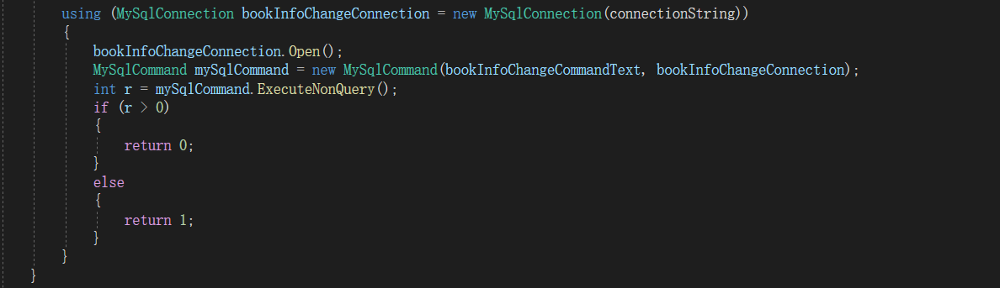 using (MySqlConnection bookInfoChangeConnection = new MySqlConnection(connectionString))
{
bookInfoChangeConnection.Open();
MySqlCommand mySqlCommand = new MySqlCommand(bookInfoChangeCommandText, bookInfoChangeConnection);
int r = mySqlCommand.ExecuteNonQuery();
if (r > 0)
{
return 0;
}
else
{
return 1;
}
}
}